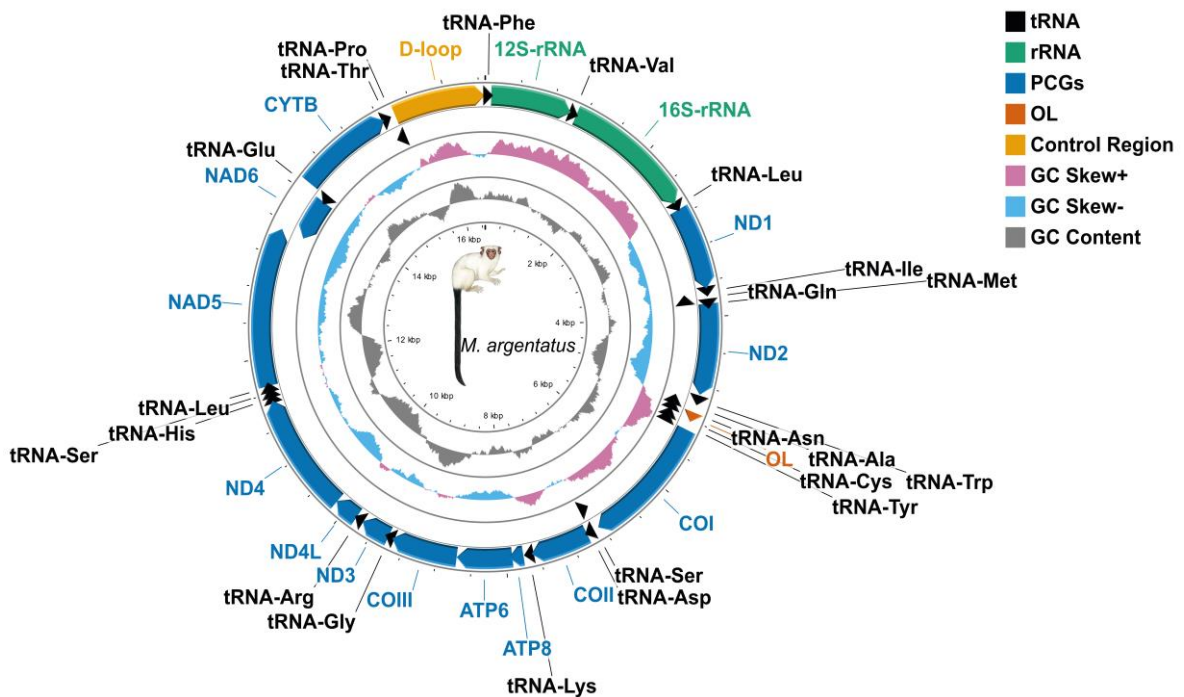 tRNA-Phe
tRNA-Pro
D-loop
12S-rRNA
tRNA-Thr
tRNA-Val
CYTB
16S-rRNA
tRNA-Glu
NAD6
tRNA-Leu
ND1
tRNA-Ile
tRNA-Met
tRNA-Gln
NAD5
ND2
tRNA-Leu
tRNA-His
tRNA-Ser
tRNA-Asn
OL
tRNA-Ala
tRNA-Cys
tRNA-Trp
tRNA-Tyr
ND4
COI
ND4L
ND3
tRNA-Arg
tRNA-Gly
COIII
ATP6
ATP8
COII
tRNA-Ser
tRNA-Asp
tRNA-Lys
16 kbp
2 kbp
14 kbp
4 kbp
12 kbp
M. argentatus
6 kbp
10 kbp
8 kbp
tRNA
rRNA
PCGs
OL
Control Region
GC Skew+
GC Skew-
GC Content